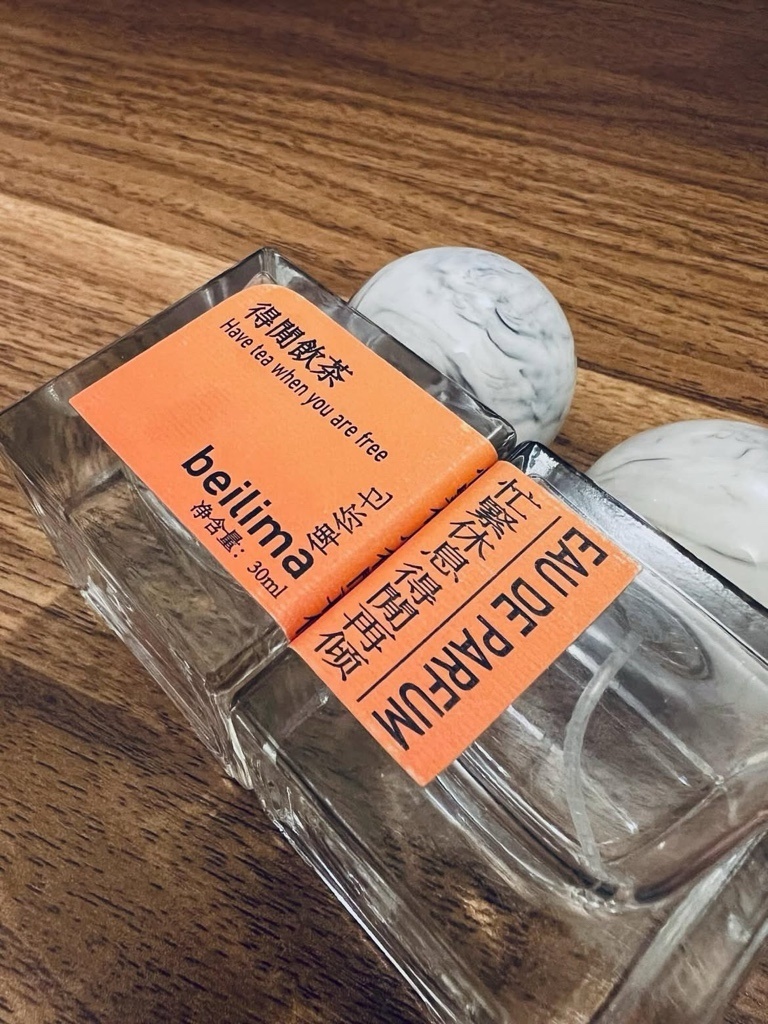 得閒飲茶
Have tea when you are free
beilima
俾你乜
净含量：30ml
忙緊休息得閒再倾
EAU DE PARFUM